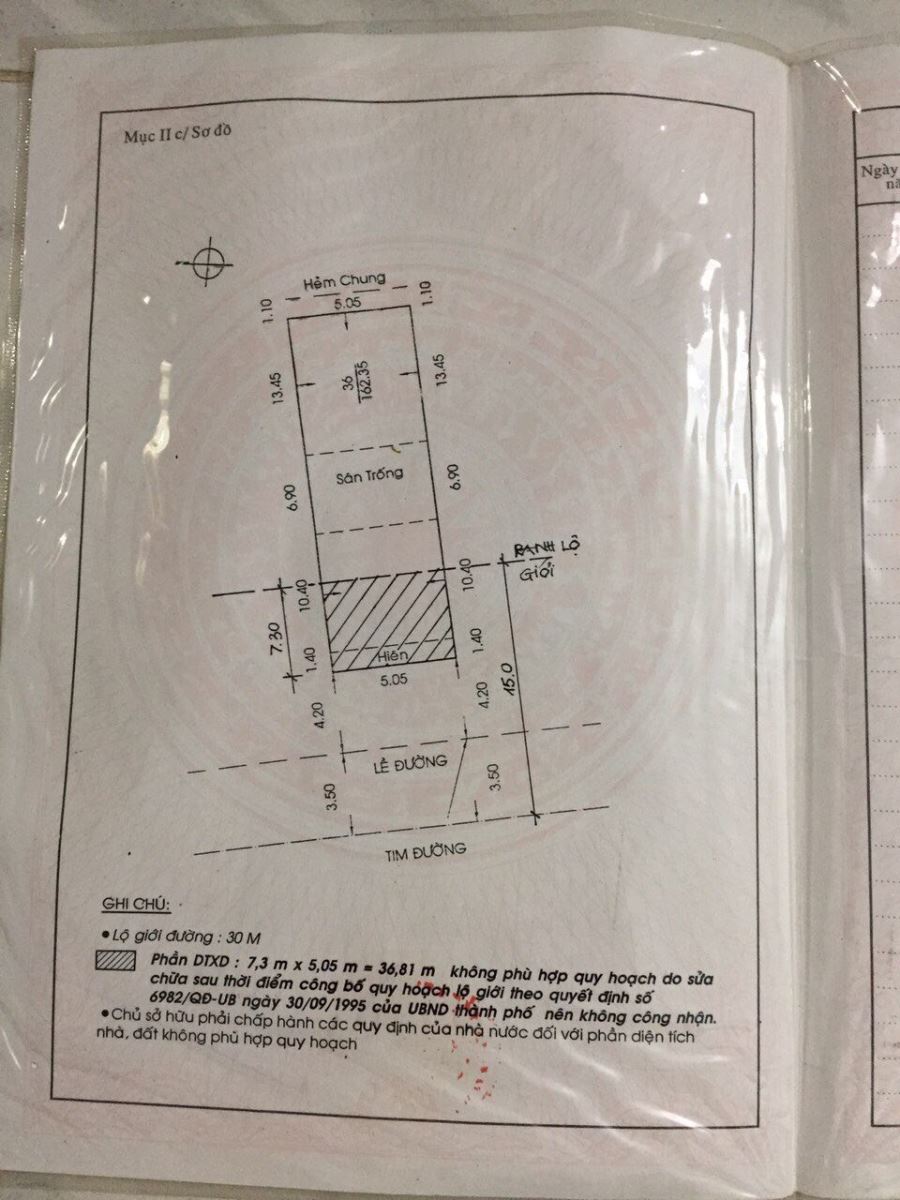 Mục II c/ Sơ đồ
Ngày
nă
Hẻm Chung
1.10
5.05
1.10
13.45
36
162.35
13.45
6.90
Sân Trống
6.90
RANH LỘ
GIỚI
10.40
10.40
7.30
1.40
Hiên
1.40
5.05
15.0
4.20
4.20
LỀ ĐƯỜNG
3.50
3.50
TIM ĐƯỜNG
GHI CHÚ:
• Lộ giới đường : 30 M
Phần DTXD : 7,3 m x 5,05 m = 36,81 m không phù hợp quy hoạch do sửa
chữa sau thời điểm công bố quy hoạch lộ giới theo quyết định số
6982/QĐ-UB ngày 30/09/1995 của UBND thành phố nên không công nhận.
• Chủ sở hữu phải chấp hành các quy định của nhà nước đối với phần diện tích
nhà, đất không phù hợp quy hoạch